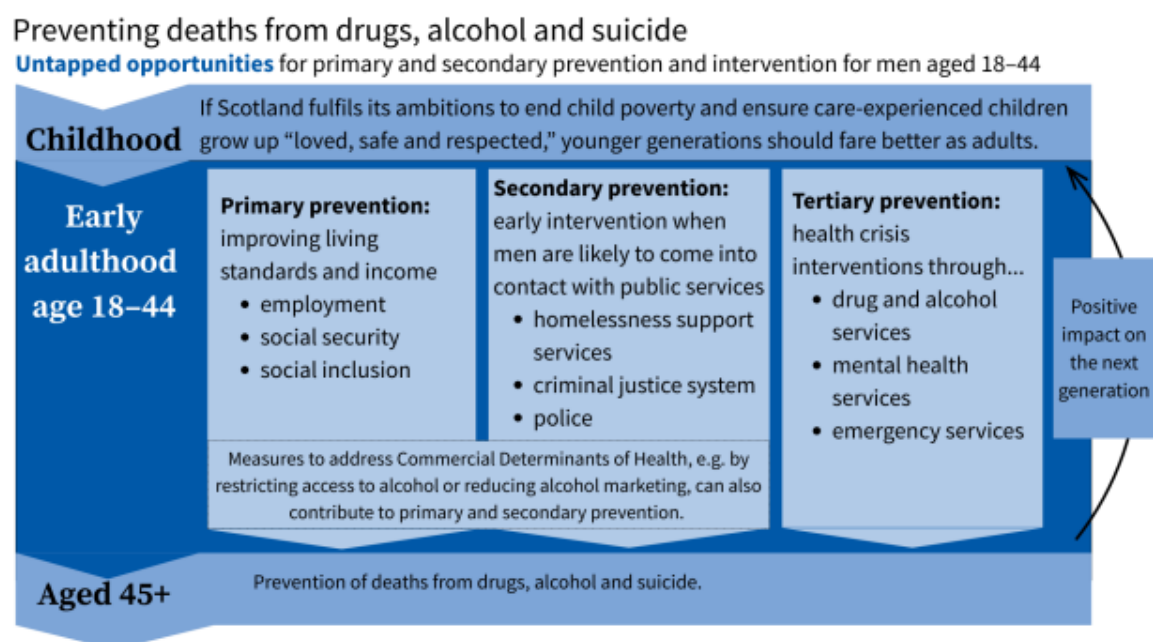 Preventing deaths from drugs, alcohol and suicide
Untapped opportunities for primary and secondary prevention and intervention for men aged 18–44
Childhood
If Scotland fulfils its ambitions to end child poverty and ensure care-experienced children
grow up “loved, safe and respected,” younger generations should fare better as adults.
Early
adulthood
age 18–44
Primary prevention:
improving living
standards and income
• employment
• social security
• social inclusion
Secondary prevention:
early intervention when
men are likely to come into
contact with public services
• homelessness support
services
• criminal justice system
• police
Measures to address Commercial Determinants of Health, e.g. by
restricting access to alcohol or reducing alcohol marketing, can also
contribute to primary and secondary prevention.
Tertiary prevention:
health crisis
interventions through...
• drug and alcohol
services
• mental health
services
• emergency services
Positive
impact on
the next
generation
Aged 45+
Prevention of deaths from drugs, alcohol and suicide.